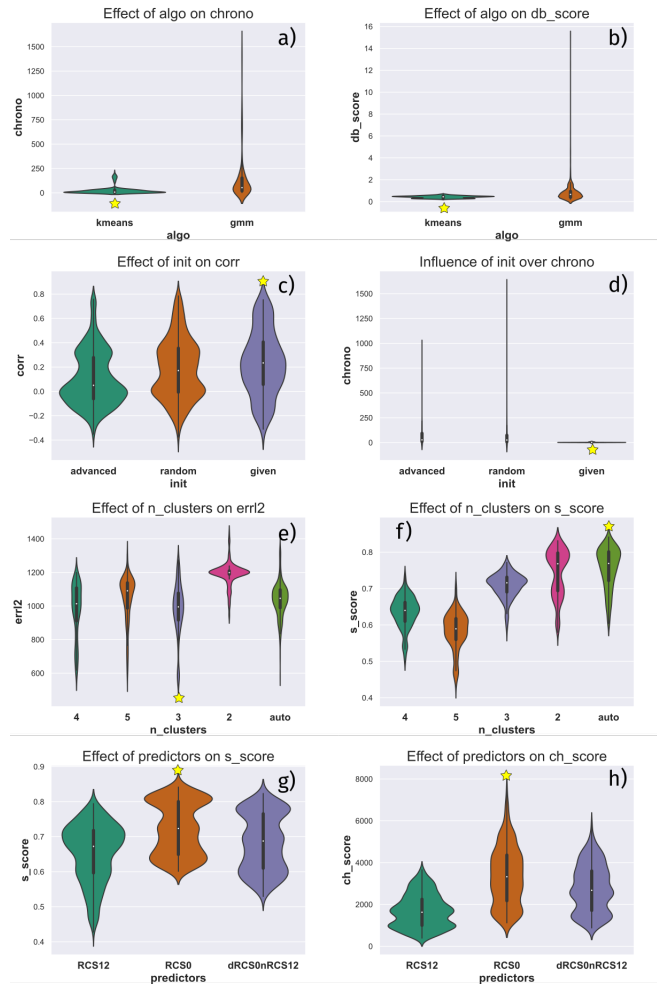 Effect of algo on chrono
a)
1500
1250
1000
750
500
250
0
chrono
kmeans gmm
algo
Effect of algo on db_score
b)
16
14
12
10
8
6
4
2
0
db_score
kmeans gmm
algo
Effect of init on corr
c)
0.8
0.6
0.4
0.2
0.0
−0.2
−0.4
corr
advanced random given
init
Influence of init over chrono
d)
1500
1250
1000
750
500
250
0
chrono
advanced random given
init
Effect of n_clusters on errl2
e)
1400
1200
1000
800
600
errl2
4 5 3 2 auto
n_clusters
Effect of n_clusters on s_score
f)
0.8
0.7
0.6
0.5
0.4
s_score
4 5 3 2 auto
n_clusters
Effect of predictors on s_score
g)
0.9
0.8
0.7
0.6
0.5
0.4
s_score
RCS12 RCS0 dRCS0nRCS12
predictors
Effect of predictors on ch_score
h)
8000
6000
4000
2000
0
ch_score
RCS12 RCS0 dRCS0nRCS12
predictors